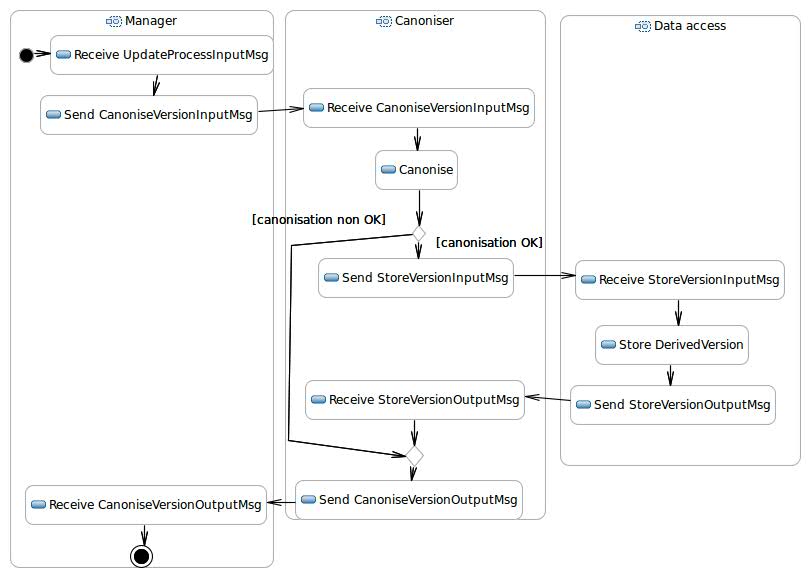 Manager
Canoniser
Data access
Receive UpdateProcessInputMsg
Send CanoniseVersionInputMsg
Receive CanoniseVersionInputMsg
Canonise
[canonisation non OK]
[canonisation OK]
Send StoreVersionInputMsg
Receive StoreVersionInputMsg
Store DerivedVersion
Receive StoreVersionOutputMsg
Send StoreVersionOutputMsg
Receive CanoniseVersionOutputMsg
Send CanoniseVersionOutputMsg